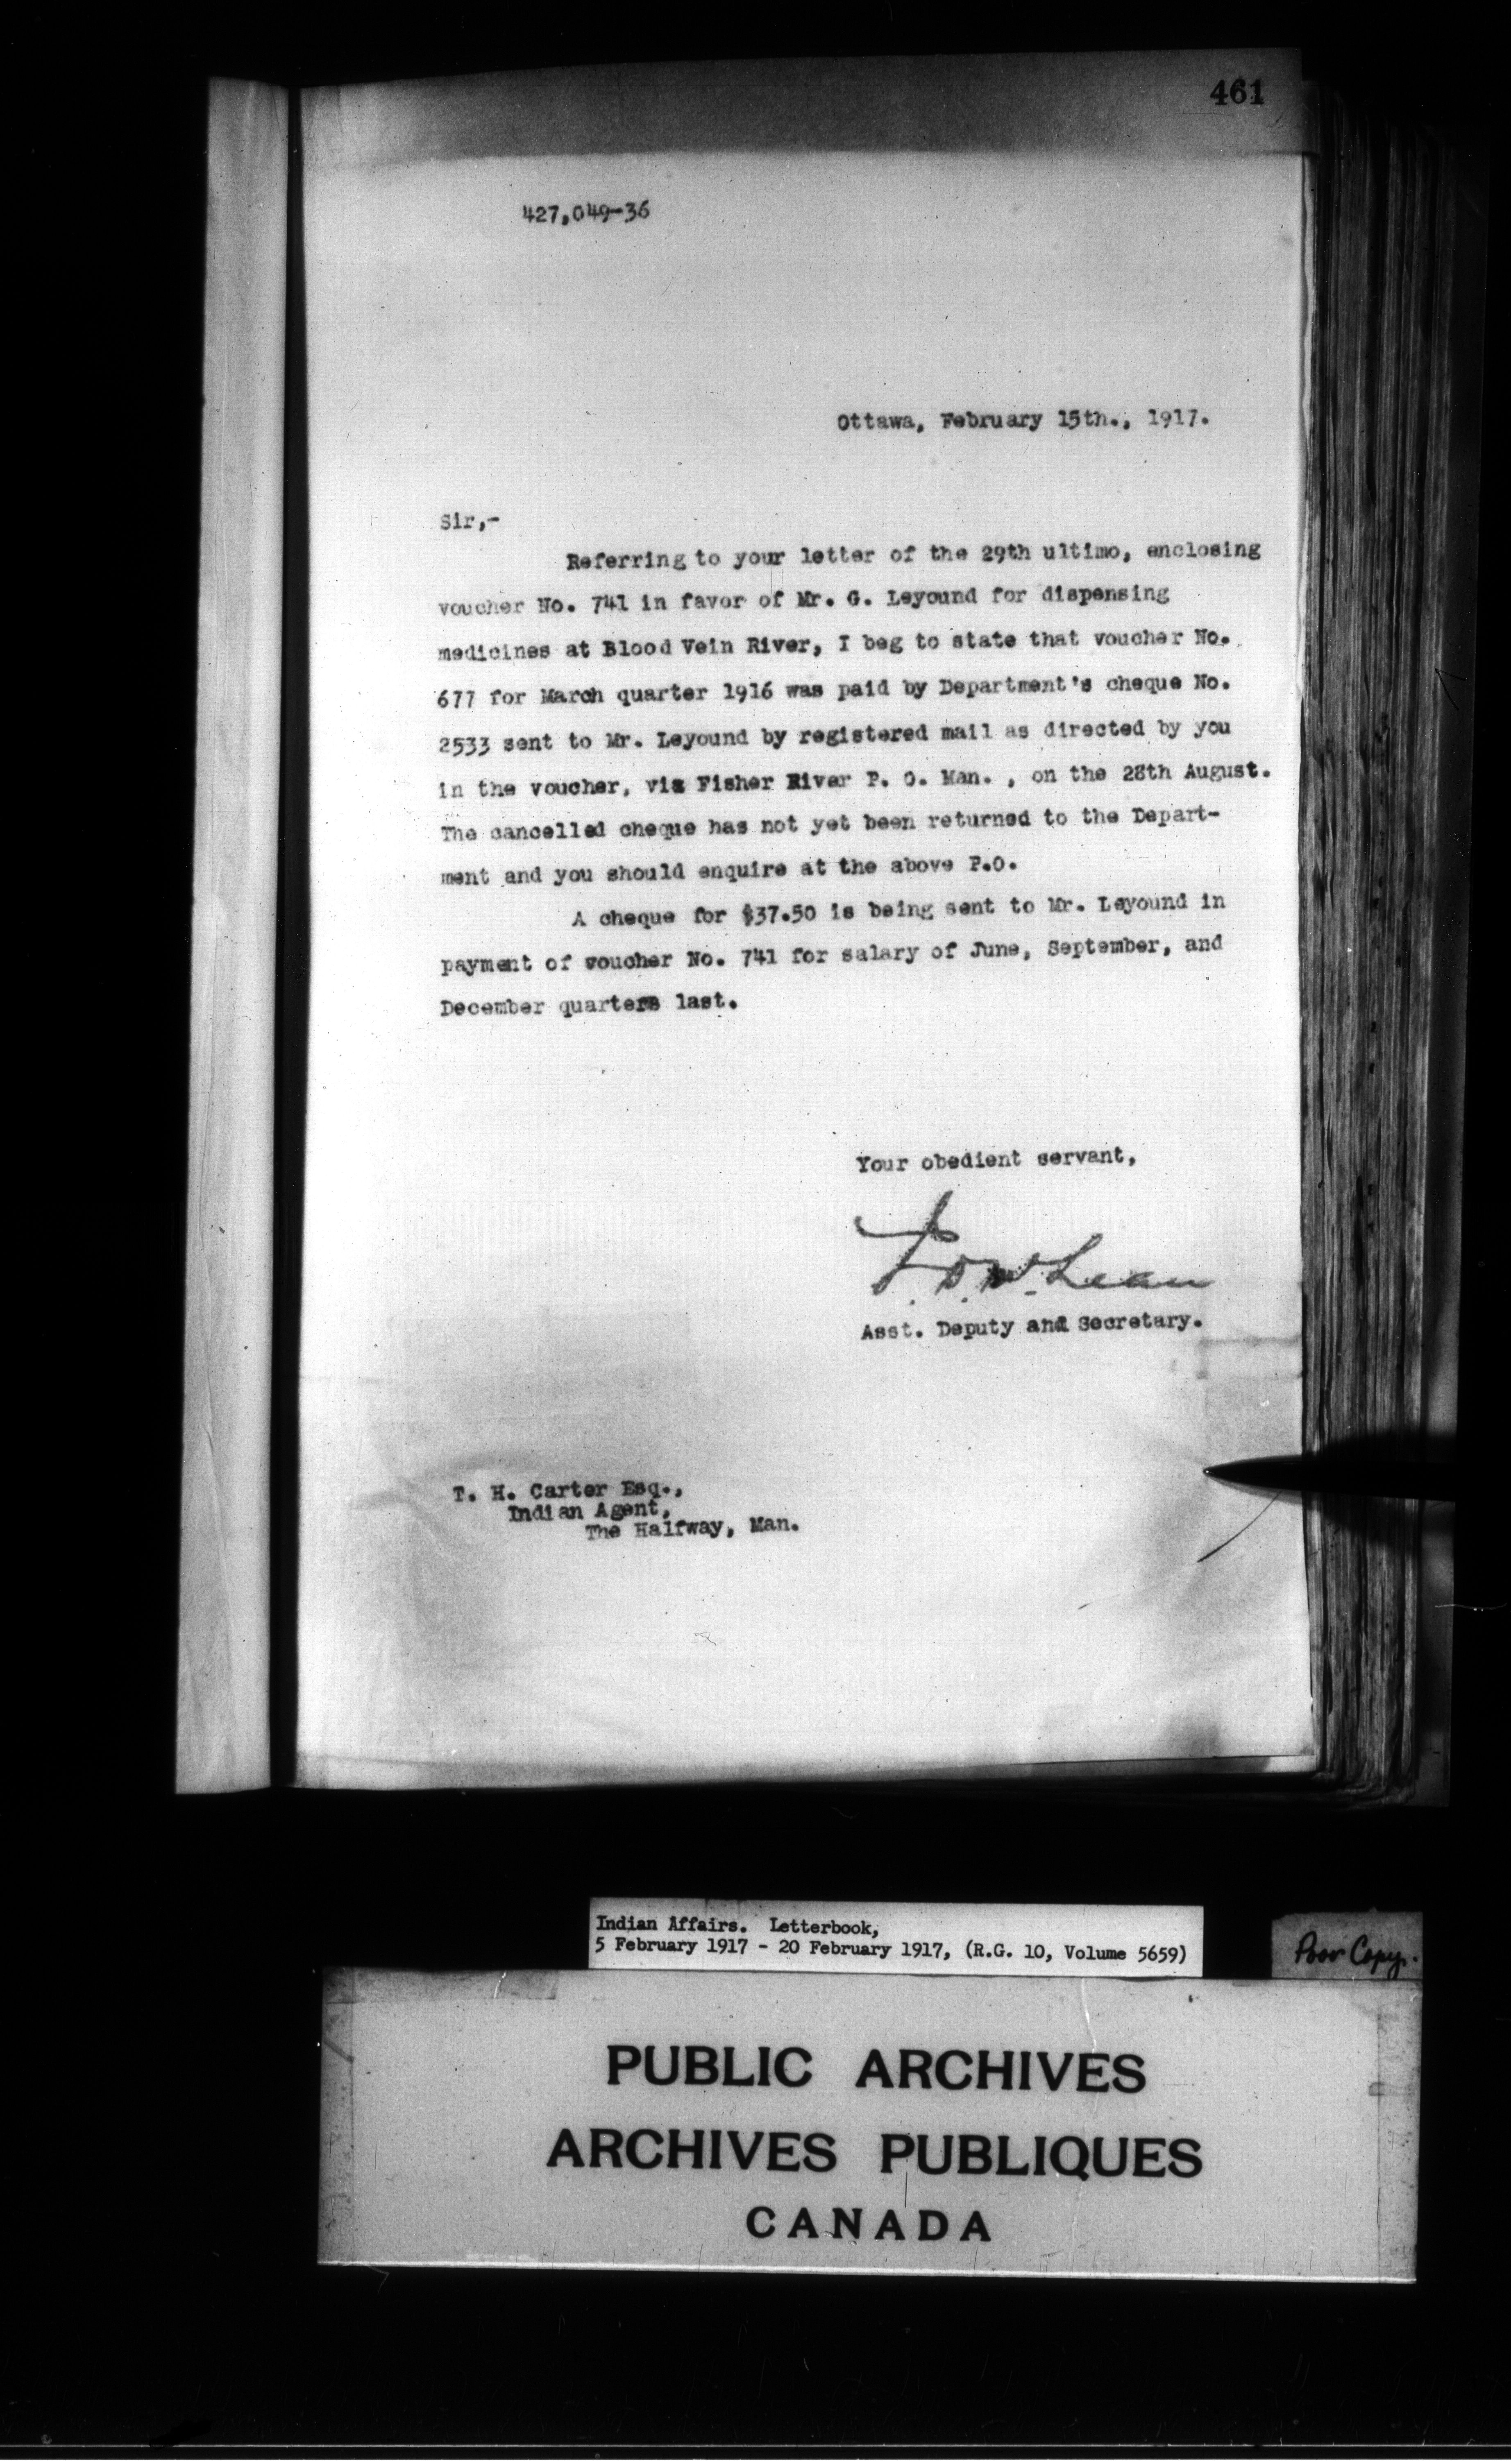 461
427,049-36
Ottawa, February 15th., 1917.
Sir,-
Referring to your letter of the 29th ultimo, enclosing
voucher No. 741 in favor of Mr. G. Leyound for dispensing
medicines at Blood Vein River, I beg to state that voucher No.
677 for March quarter 1916 was paid by Department's cheque No.
2533 sent to Mr. Leyound by registered mail as directed by you
in the voucher, via Fisher River P. O. Man. , on the 28th August.
The cancelled cheque has not yet been returned to the Depart-
ment and you should enquire at the above P.O.
A cheque for $37.50 is being sent to Mr. Leyound in
payment of voucher No. 741 for salary of June, September, and
December quarters last.
Your obedient servant,
J. D. McLean
Asst. Deputy and Secretary.
T. H. Carter Esq.,
Indian Agent,
The Halfway, Man.
Indian Affairs. Letterbook,
5 February 1917 - 20 February 1917, (R.G. 10, Volume 5659)
Poor Copy.
PUBLIC ARCHIVES
ARCHIVES PUBLIQUES
CANADA